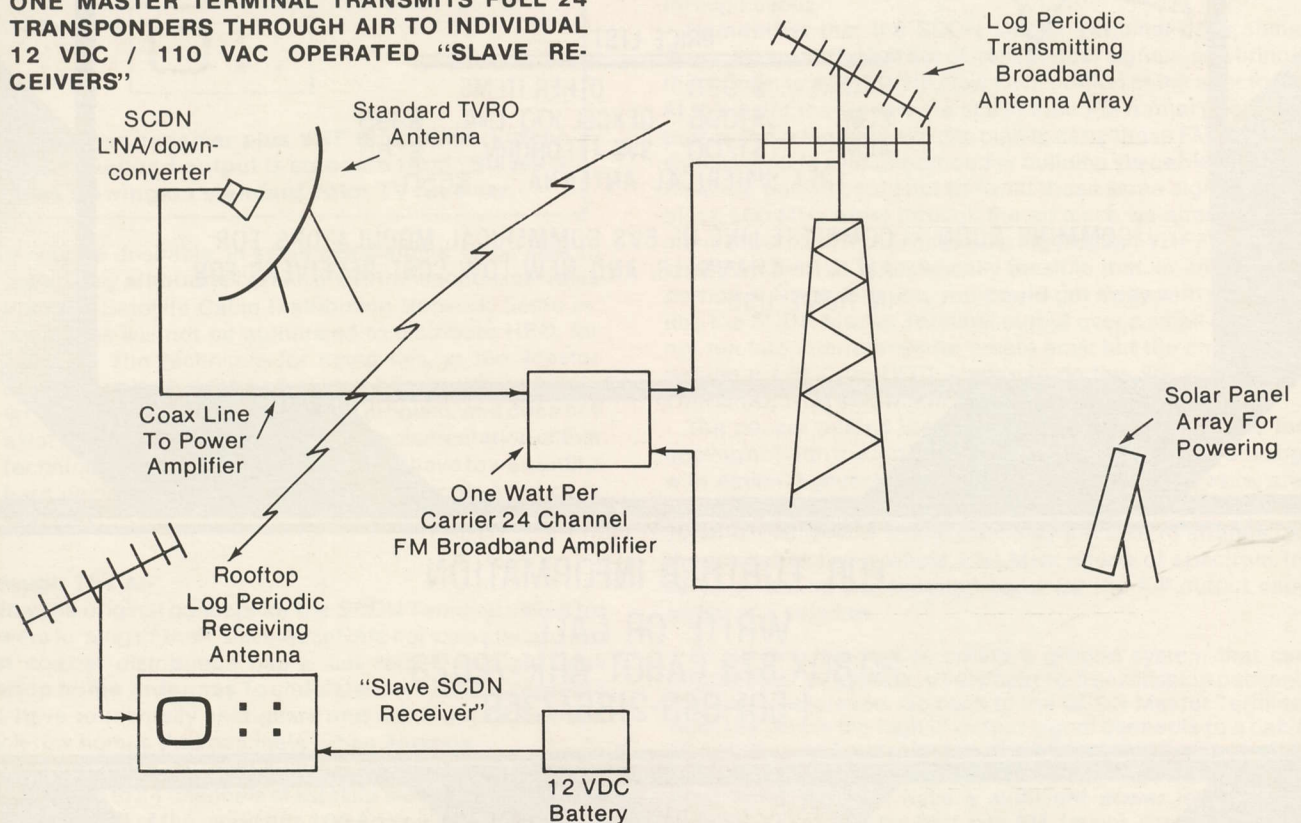 ONE MASTER TERMINAL TRANSMITS FULL 24
TRANSPONDERS THROUGH AIR TO INDIVIDUAL
12 VDC / 110 VAC OPERATED “SLAVE RE-
CEIVERS”
SCDN
LNA/down-
converter
Standard TVRO
Antenna
Log Periodic
Transmitting
Broadband
Antenna Array
Coax Line
To Power
Amplifier
One Watt Per
Carrier 24 Channel
FM Broadband Amplifier
Solar Panel
Array For
Powering
Rooftop
Log Periodic
Receiving
Antenna
“Slave SCDN
Receiver”
12 VDC
Battery